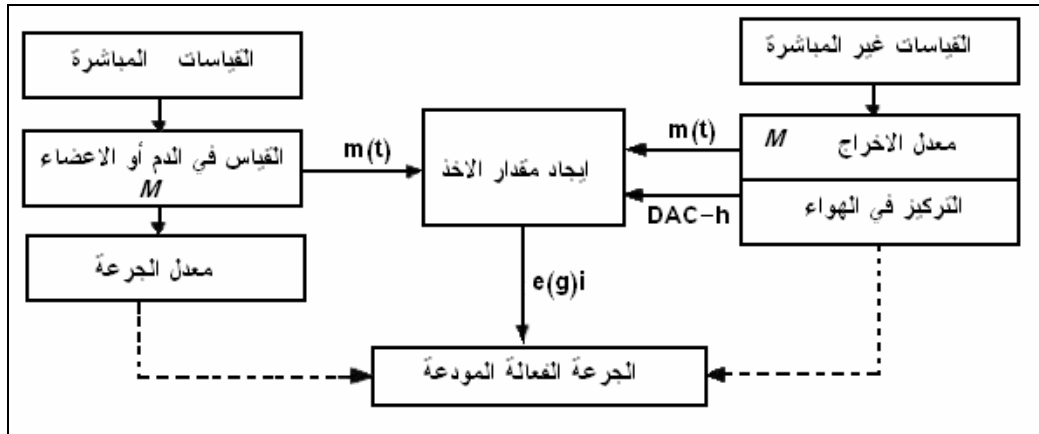 القياسات غير المباشرة
القياسات المباشرة
معدل الاخراج M
m(t)
التركيز في الهواء
DAC-h
القياس في الدم أو الاعضاء
M
m(t)
ايجاد مقدار الاخذ
معدل الجرعة
e(g)i
الجرعة الفعالة المودعة